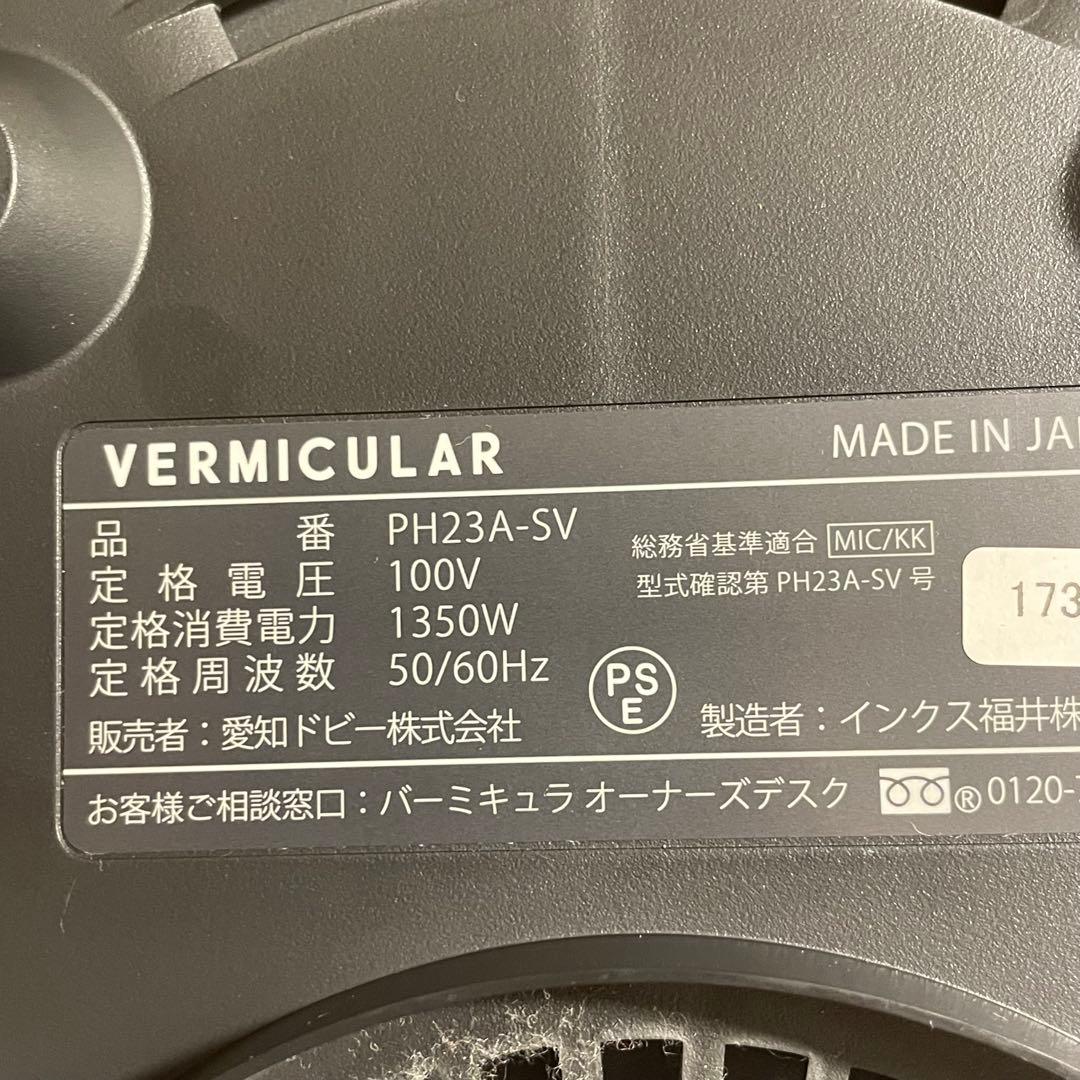 VERMICULAR
MADE IN JA
品番 PH23A-SV
定格電圧 100V
定格消費電力 1350W
定格周波数 50/60Hz
総務省基準適合 MIC/KK
型式確認第 PH23A-SV 号
173
PSE
販売者：愛知ドビー株式会社
製造者：インクス福井株
お客様ご相談窓口：バーミキュラ オーナーズデスク ® 0120-